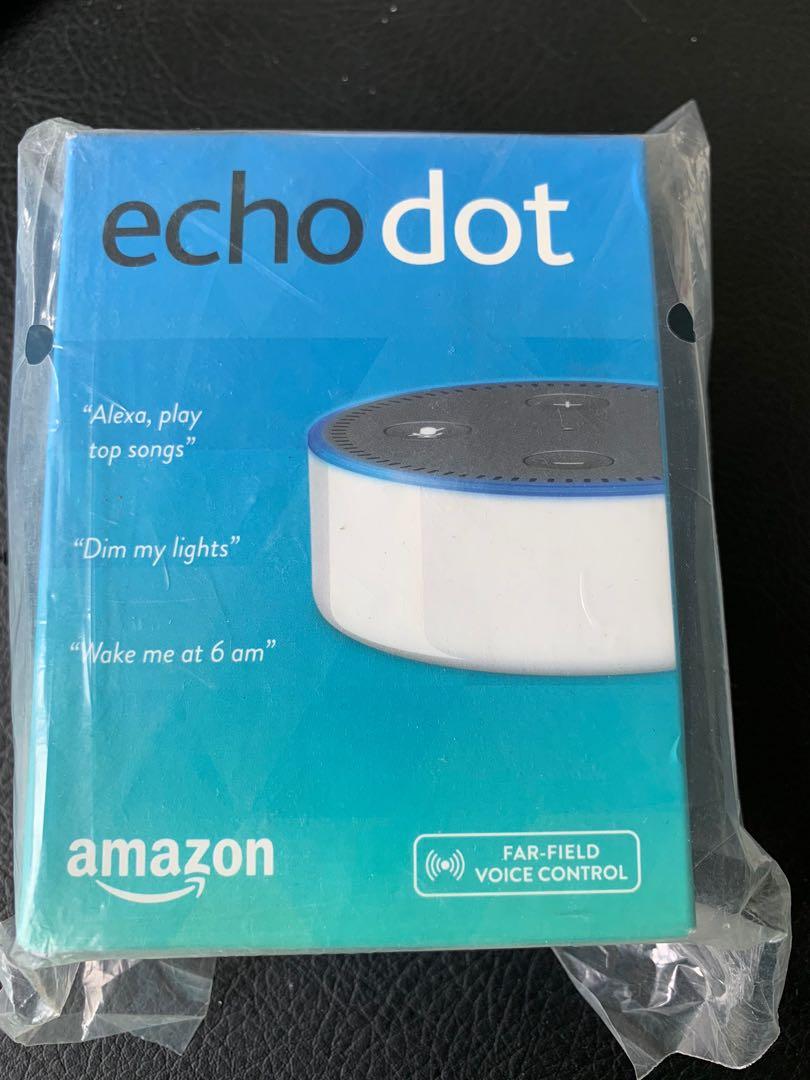 echo dot
“Alexa, play
top songs”
“Dim my lights”
“Wake me at 6 am”
amazon
FAR-FIELD
VOICE CONTROL